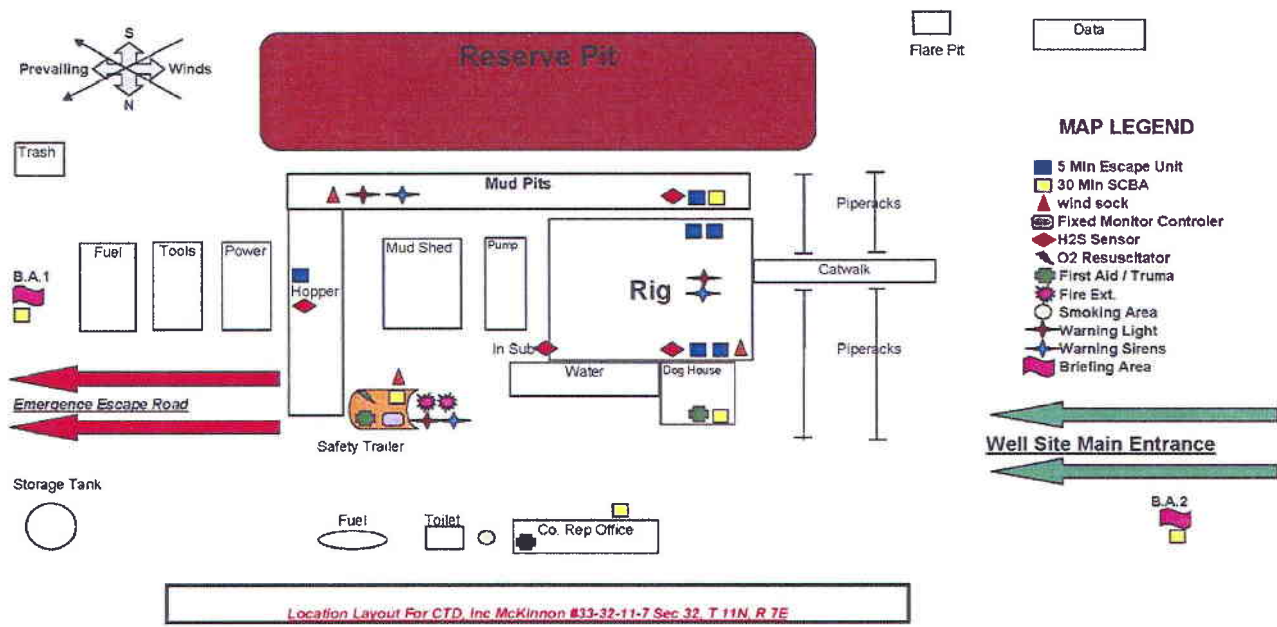 S
Prevailing Winds
N
Reserve Pit
Flare Pit
Data
Trash
MAP LEGEND
5 Min Escape Unit
30 Min SCBA
wind sock
Fixed Monitor Controler
H2S Sensor
O2 Resuscitator
First Aid / Truma
Fire Ext.
Smoking Area
Warning Light
Warning Sirens
Briefing Area
Mud Pits
Piperacks
Fuel
Tools
Power
Mud Shed
Pump
B.A.1
Hopper
Rig
Catwalk
In Sub
Piperacks
Water
Dog House
Emergence Escape Road
Safety Trailer
Well Site Main Entrance
Storage Tank
B.A.2
Fuel
Toilet
Co. Rep Office
Location Layout For CTD, Inc McKinnon #33-32-11-7 Sec 32, T 11N, R 7E